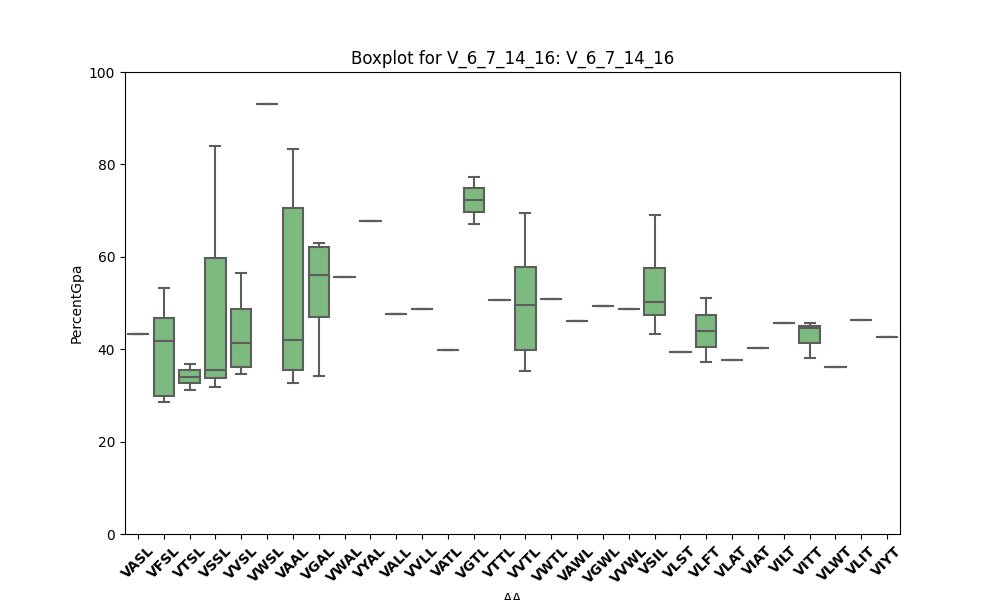 Boxplot for V_6_7_14_16: V_6_7_14_16
100
80
60
40
20
0
PercentGpa
VASL VFSL VTSL VSSL VVSL VWSL VAAL VGAL VWAL VYAL VALL VVLL VATL VGTL VTTL VVTL VWTL VAWL VGWL VVWL VSIL VLST VLFT VLAT VIAT VILT VITT VLWT VLIT VIYT
AA